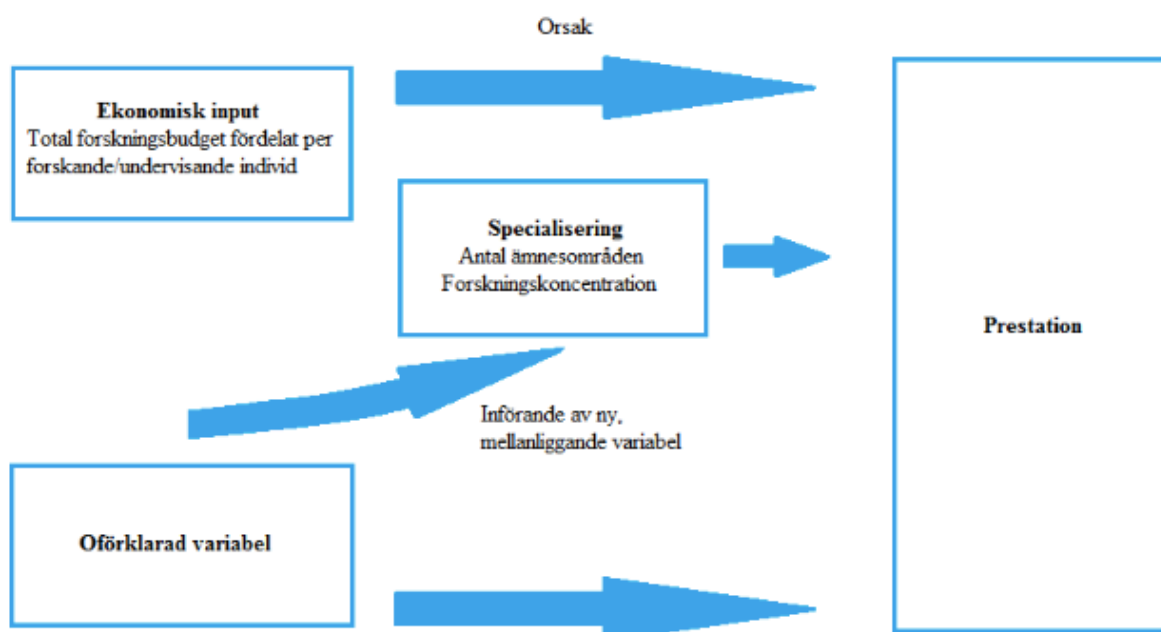 Orsak
Ekonomisk input
Total forskningsbudget fördelat per
forskande/undervisande individ
Specialisering
Antal ämnesområden
Forskningskoncentration
Prestation
Införande av ny,
mellanliggande variabel
Oförklarad variabel